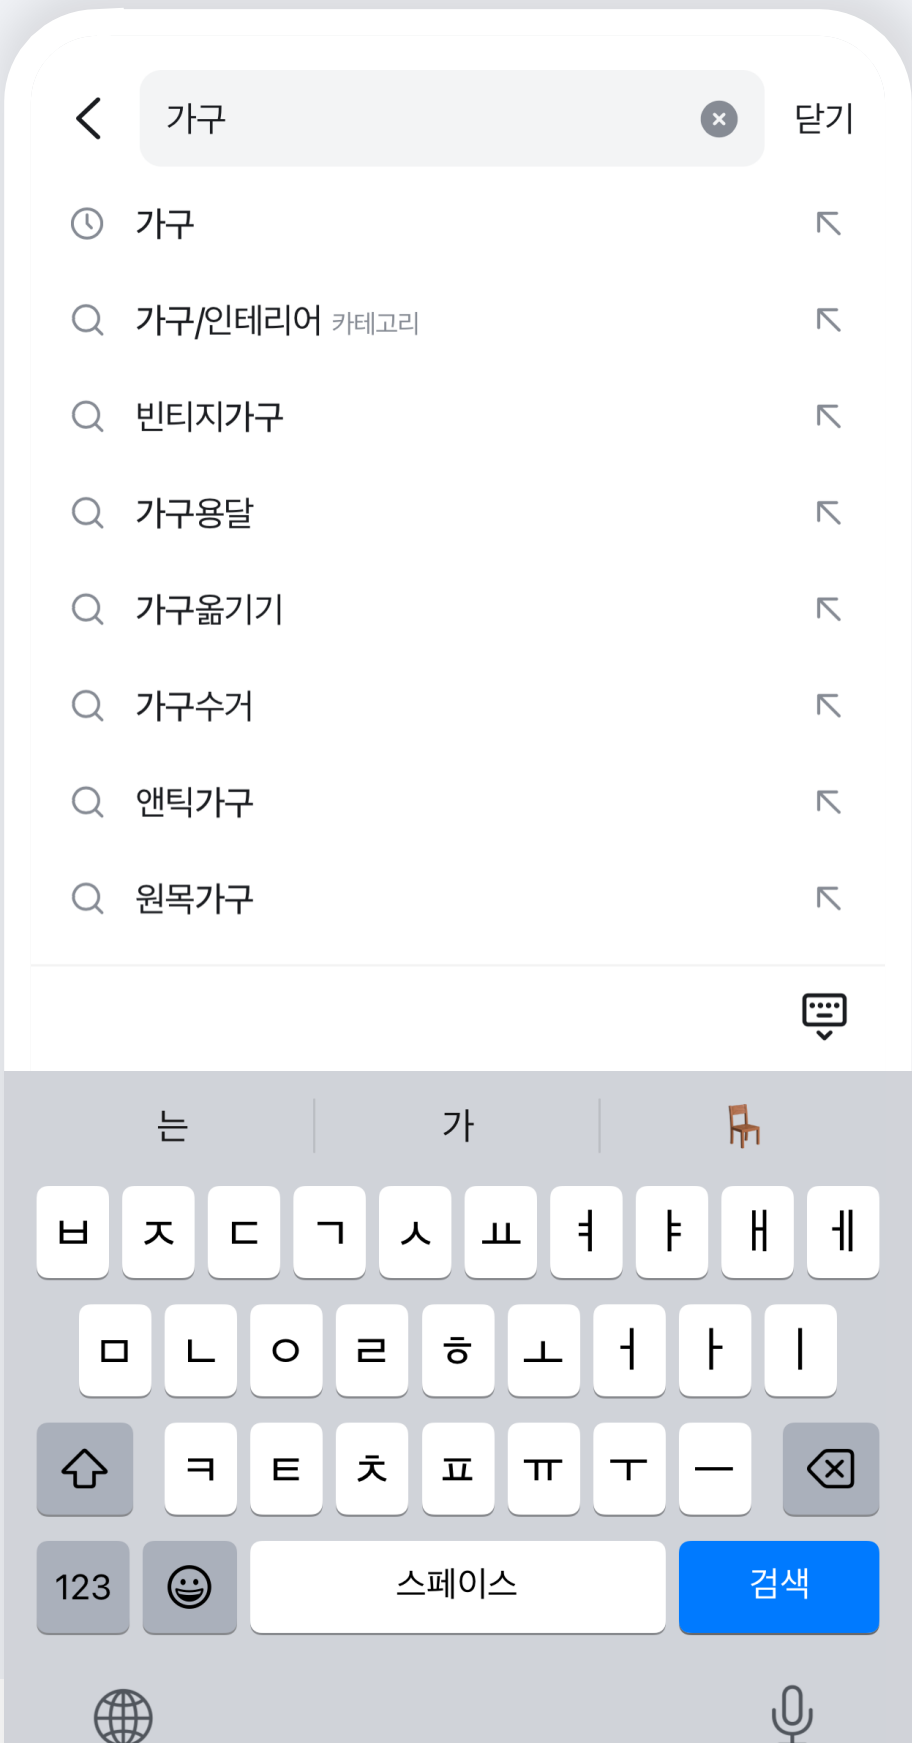 가구 닫기
가구
가구/인테리어 카테고리
빈티지가구
가구용달
가구옮기기
가구수거
앤틱가구
원목가구
는 가
ㅂ ㅈ ㄷ ㄱ ㅅ ㅛ ㅕ ㅑ ㅐ ㅔ
ㅁ ㄴ ㅇ ㄹ ㅎ ㅗ ㅓ ㅏ ㅣ
ㅋ ㅌ ㅊ ㅍ ㅠ ㅜ ㅡ
123 스페이스 검색